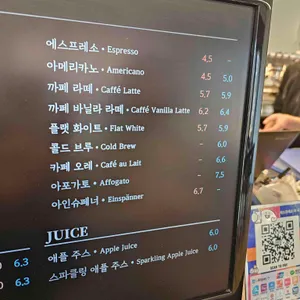 에스프레소 • Espresso 4.5 -
아메리카노 • Americano 4.5 5.0
까페 라떼 • Caffé Latte 5.7 5.9
까페 바닐라 라떼 • Caffé Vanilla Latte 6.2 6.4
플랫 화이트 • Flat White 5.7 5.9
콜드 브루 • Cold Brew - 6.0
카페 오레 • Café au Lait - 6.6
아포가토 • Affogato - 7.5
아인슈페너 • Einspänner 6.7 -
JUICE
6.3 애플 주스 • Apple Juice 6.0
6.3 스파클링 애플 주스 • Sparkling Apple Juice 6.0